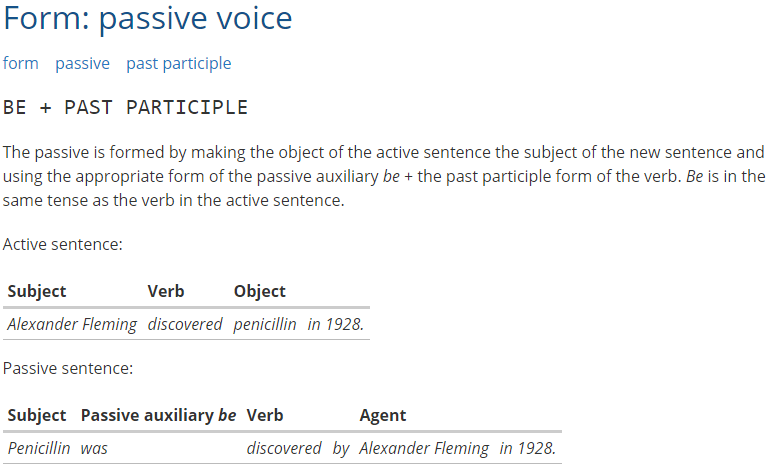 Form: passive voice
form passive past participle
BE + PAST PARTICIPLE
The passive is formed by making the object of the active sentence the subject of the new sentence and
using the appropriate form of the passive auxiliary be + the past participle form of the verb. Be is in the
same tense as the verb in the active sentence.
Active sentence:
Subject Verb Object
Alexander Fleming discovered penicillin in 1928.
Passive sentence:
Subject Passive auxiliary be Verb Agent
Penicillin was discovered by Alexander Fleming in 1928.